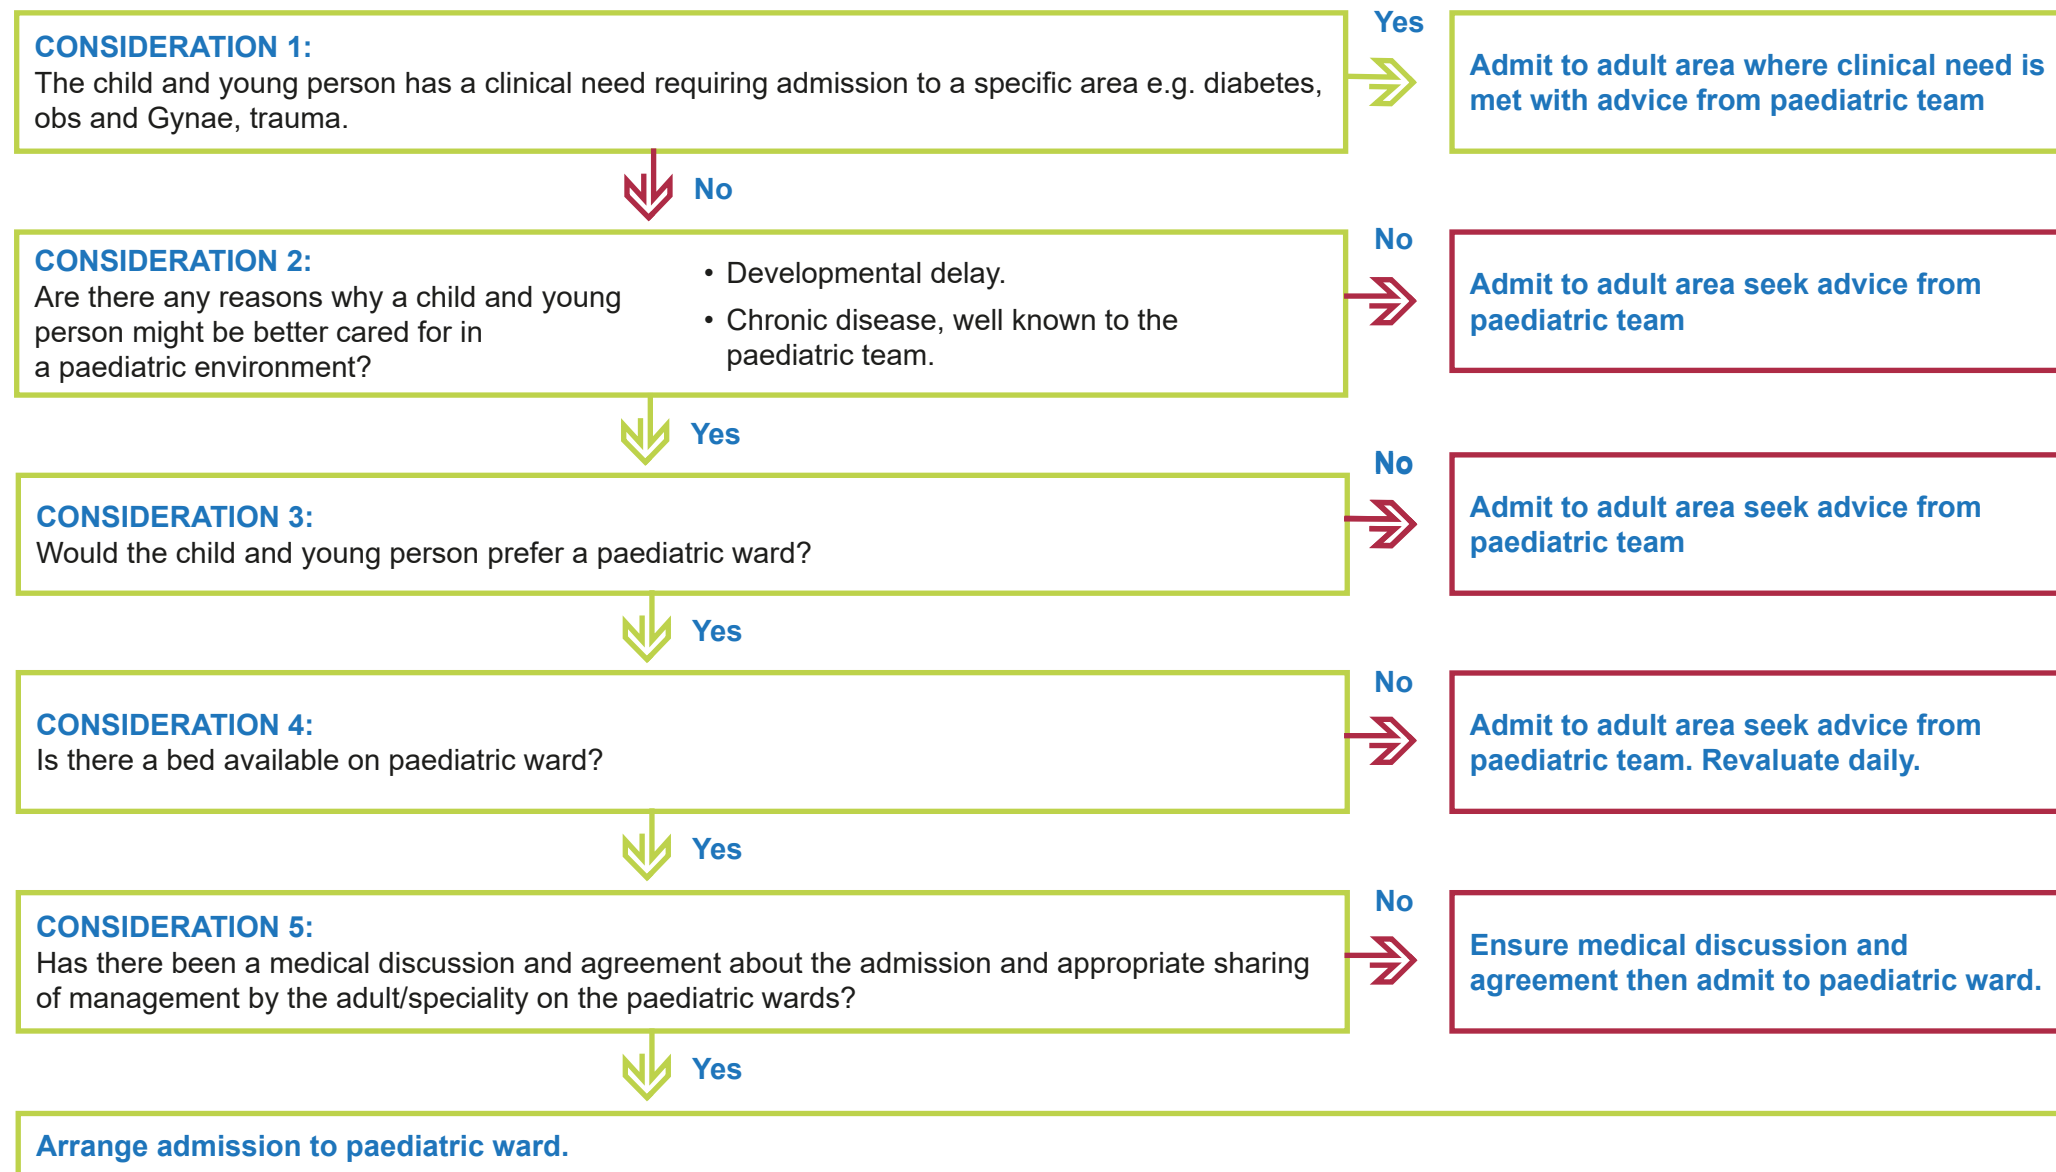 CONSIDERATION 1:
The child and young person has a clinical need requiring admission to a specific area e.g. diabetes,
obs and Gynae, trauma.
Yes
Admit to adult area where clinical need is
met with advice from paediatric team
No
CONSIDERATION 2:
Are there any reasons why a child and young
person might be better cared for in
a paediatric environment?
• Developmental delay.
• Chronic disease, well known to the
paediatric team.
No
Admit to adult area seek advice from
paediatric team
Yes
CONSIDERATION 3:
Would the child and young person prefer a paediatric ward?
No
Admit to adult area seek advice from
paediatric team
Yes
CONSIDERATION 4:
Is there a bed available on paediatric ward?
No
Admit to adult area seek advice from
paediatric team. Revaluate daily.
Yes
CONSIDERATION 5:
Has there been a medical discussion and agreement about the admission and appropriate sharing
of management by the adult/speciality on the paediatric wards?
No
Ensure medical discussion and
agreement then admit to paediatric ward.
Yes
Arrange admission to paediatric ward.